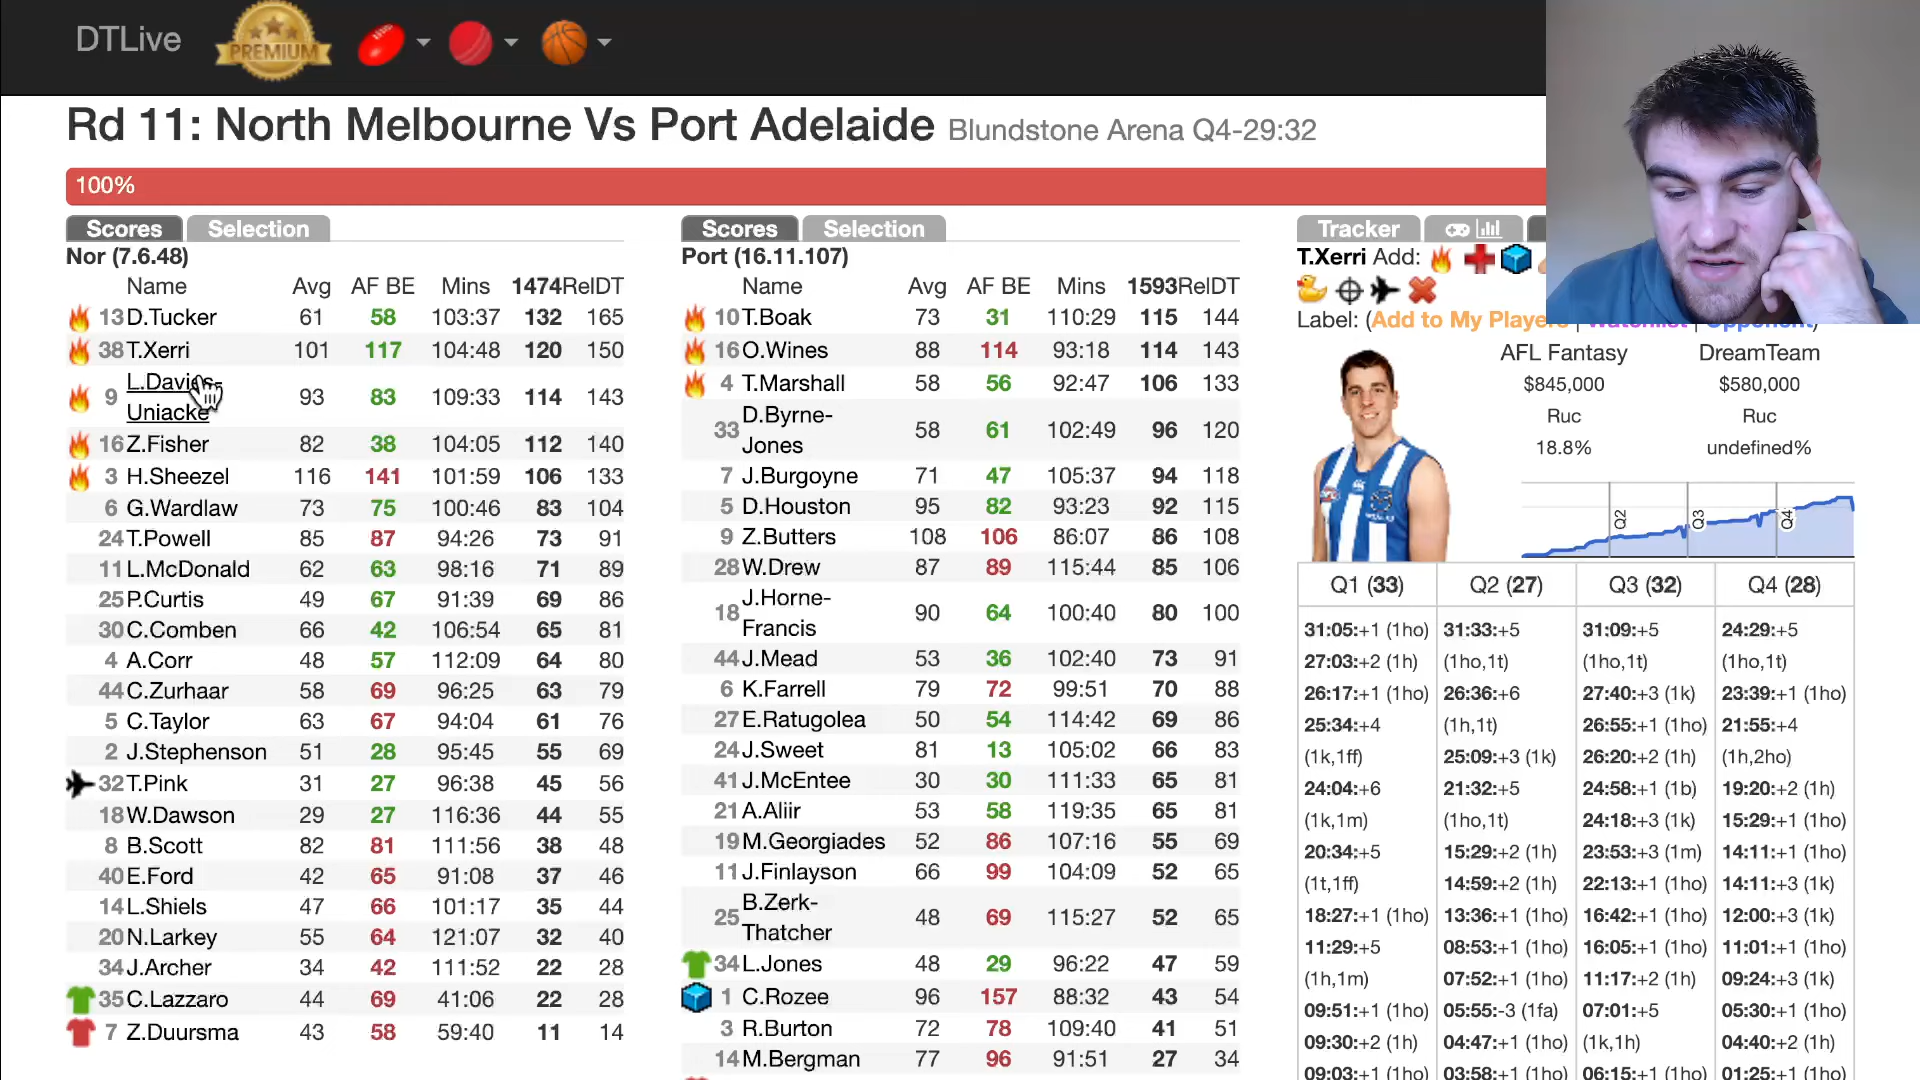 DTLive
PREMIUM
Rd 11: North Melbourne Vs Port Adelaide Blundstone Arena Q4-29:32
100%
Scores Selection
Nor (7.6.48)
Name Avg AF BE Mins 1474 RelDT
13 D.Tucker 61 58 103:37 132 165
38 T.Xerri 101 117 104:48 120 150
9 L.Davies-Uniacke 93 83 109:33 114 143
16 Z.Fisher 82 38 104:05 112 140
3 H.Sheezel 116 141 101:59 106 133
6 G.Wardlaw 73 75 100:46 83 104
24 T.Powell 85 87 94:26 73 91
11 L.McDonald 62 63 98:16 71 89
25 P.Curtis 49 67 91:39 69 86
30 C.Comben 66 42 106:54 65 81
4 A.Corr 48 57 112:09 64 80
44 C.Zurhaar 58 69 96:25 63 79
5 C.Taylor 63 67 94:04 61 76
2 J.Stephenson 51 28 95:45 55 69
32 T.Pink 31 27 96:38 45 56
18 W.Dawson 29 27 116:36 44 55
8 B.Scott 82 81 111:56 38 48
40 E.Ford 42 65 91:08 37 46
14 L.Shiels 47 66 101:17 35 44
20 N.Larkey 55 64 121:07 32 40
34 J.Archer 34 42 111:52 22 28
35 C.Lazzaro 44 69 41:06 22 28
7 Z.Duursma 43 58 59:40 11 14
Scores Selection
Port (16.11.107)
Name Avg AF BE Mins 1593 RelDT
10 T.Boak 73 31 110:29 115 144
16 O.Wines 88 114 93:18 114 143
4 T.Marshall 58 56 92:47 106 133
33 D.Byrne-Jones 58 61 102:49 96 120
7 J.Burgoyne 71 47 105:37 94 118
5 D.Houston 95 82 93:23 92 115
9 Z.Butters 108 106 86:07 86 108
28 W.Drew 87 89 115:44 85 106
18 J.Horne-Francis 90 64 100:40 80 100
44 J.Mead 53 36 102:40 73 91
6 K.Farrell 79 72 99:51 70 88
27 E.Ratugolea 50 54 114:42 69 86
24 J.Sweet 81 13 105:02 66 83
41 J.McEntee 30 30 111:33 65 81
21 A.Aliir 53 58 119:35 65 81
19 M.Georgiades 52 86 107:16 55 69
11 J.Finlayson 66 99 104:09 52 65
25 B.Zerk-Thatcher 48 69 115:27 52 65
34 L.Jones 48 29 96:22 47 59
1 C.Rozee 96 157 88:32 43 54
3 R.Burton 72 78 109:40 41 51
14 M.Bergman 77 96 91:51 27 34
Tracker
T.Xerri Add:
Label: (Add to My Players | Watchlist | Opponent)
AFL Fantasy DreamTeam
$845,000 $580,000
Ruc Ruc
18.8% undefined%
Q2 Q3 Q4
Q1 (33) Q2 (27) Q3 (32) Q4 (28)
31:05:+1 (1ho) 31:33:+5 31:09:+5 24:29:+5
27:03:+2 (1h) (1ho,1t) (1ho,1t) (1ho,1t)
26:17:+1 (1ho) 26:36:+6 27:40:+3 (1k) 23:39:+1 (1ho)
25:34:+4 (1h,1t) 26:55:+1 (1ho) 21:55:+4
(1k,1ff) 25:09:+3 (1k) 26:20:+2 (1h) (1h,2ho)
24:04:+6 21:32:+5 24:58:+1 (1b) 19:20:+2 (1h)
(1k,1m) (1ho,1t) 24:18:+3 (1k) 15:29:+1 (1ho)
20:34:+5 15:29:+2 (1h) 23:53:+3 (1m) 14:11:+1 (1ho)
(1t,1ff) 14:59:+2 (1h) 22:13:+1 (1ho) 14:11:+3 (1k)
18:27:+1 (1ho) 13:36:+1 (1ho) 16:42:+1 (1ho) 12:00:+3 (1k)
11:29:+5 08:53:+1 (1ho) 16:05:+1 (1ho) 11:01:+1 (1ho)
(1h,1m) 07:52:+1 (1ho) 11:17:+2 (1h) 09:24:+3 (1k)
09:51:+1 (1ho) 05:55:-3 (1fa) 07:01:+5 05:30:+1 (1ho)
09:30:+2 (1h) 04:47:+1 (1ho) (1k,1h) 04:40:+2 (1h)
09:03:+1 (1ho) 03:58:+1 (1ho) 06:15:+1 (1ho) 01:25:+1 (1ho)